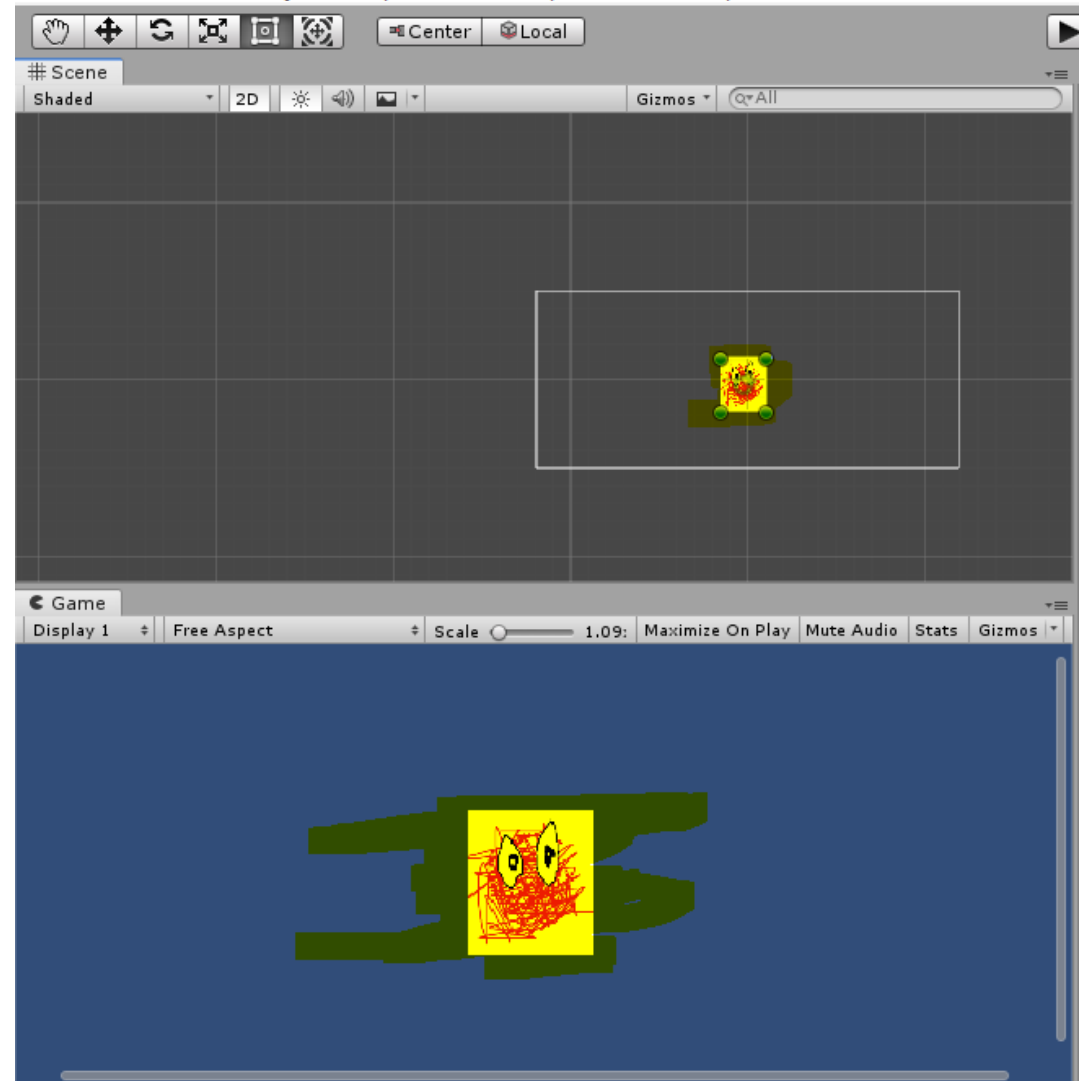 Center Local
# Scene
Shaded 2D Gizmos All
Game
Display 1 Free Aspect Scale 1.09: Maximize On Play Mute Audio Stats Gizmos